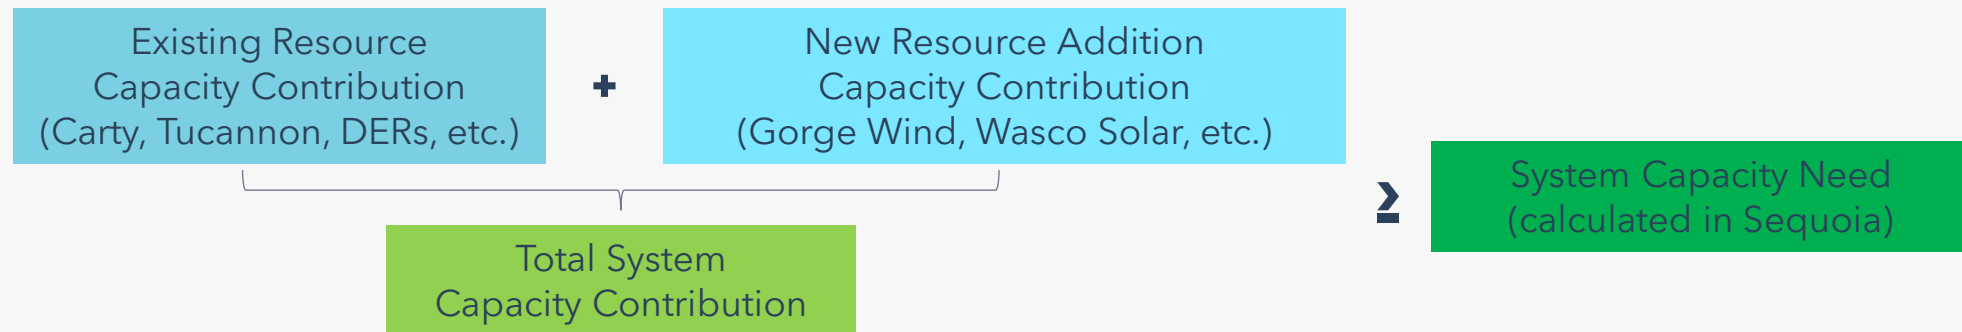 Existing Resource
Capacity Contribution
(Carty, Tucannon, DERs, etc.)
+
New Resource Addition
Capacity Contribution
(Gorge Wind, Wasco Solar, etc.)
Total System
Capacity Contribution
≥
System Capacity Need
(calculated in Sequoia)